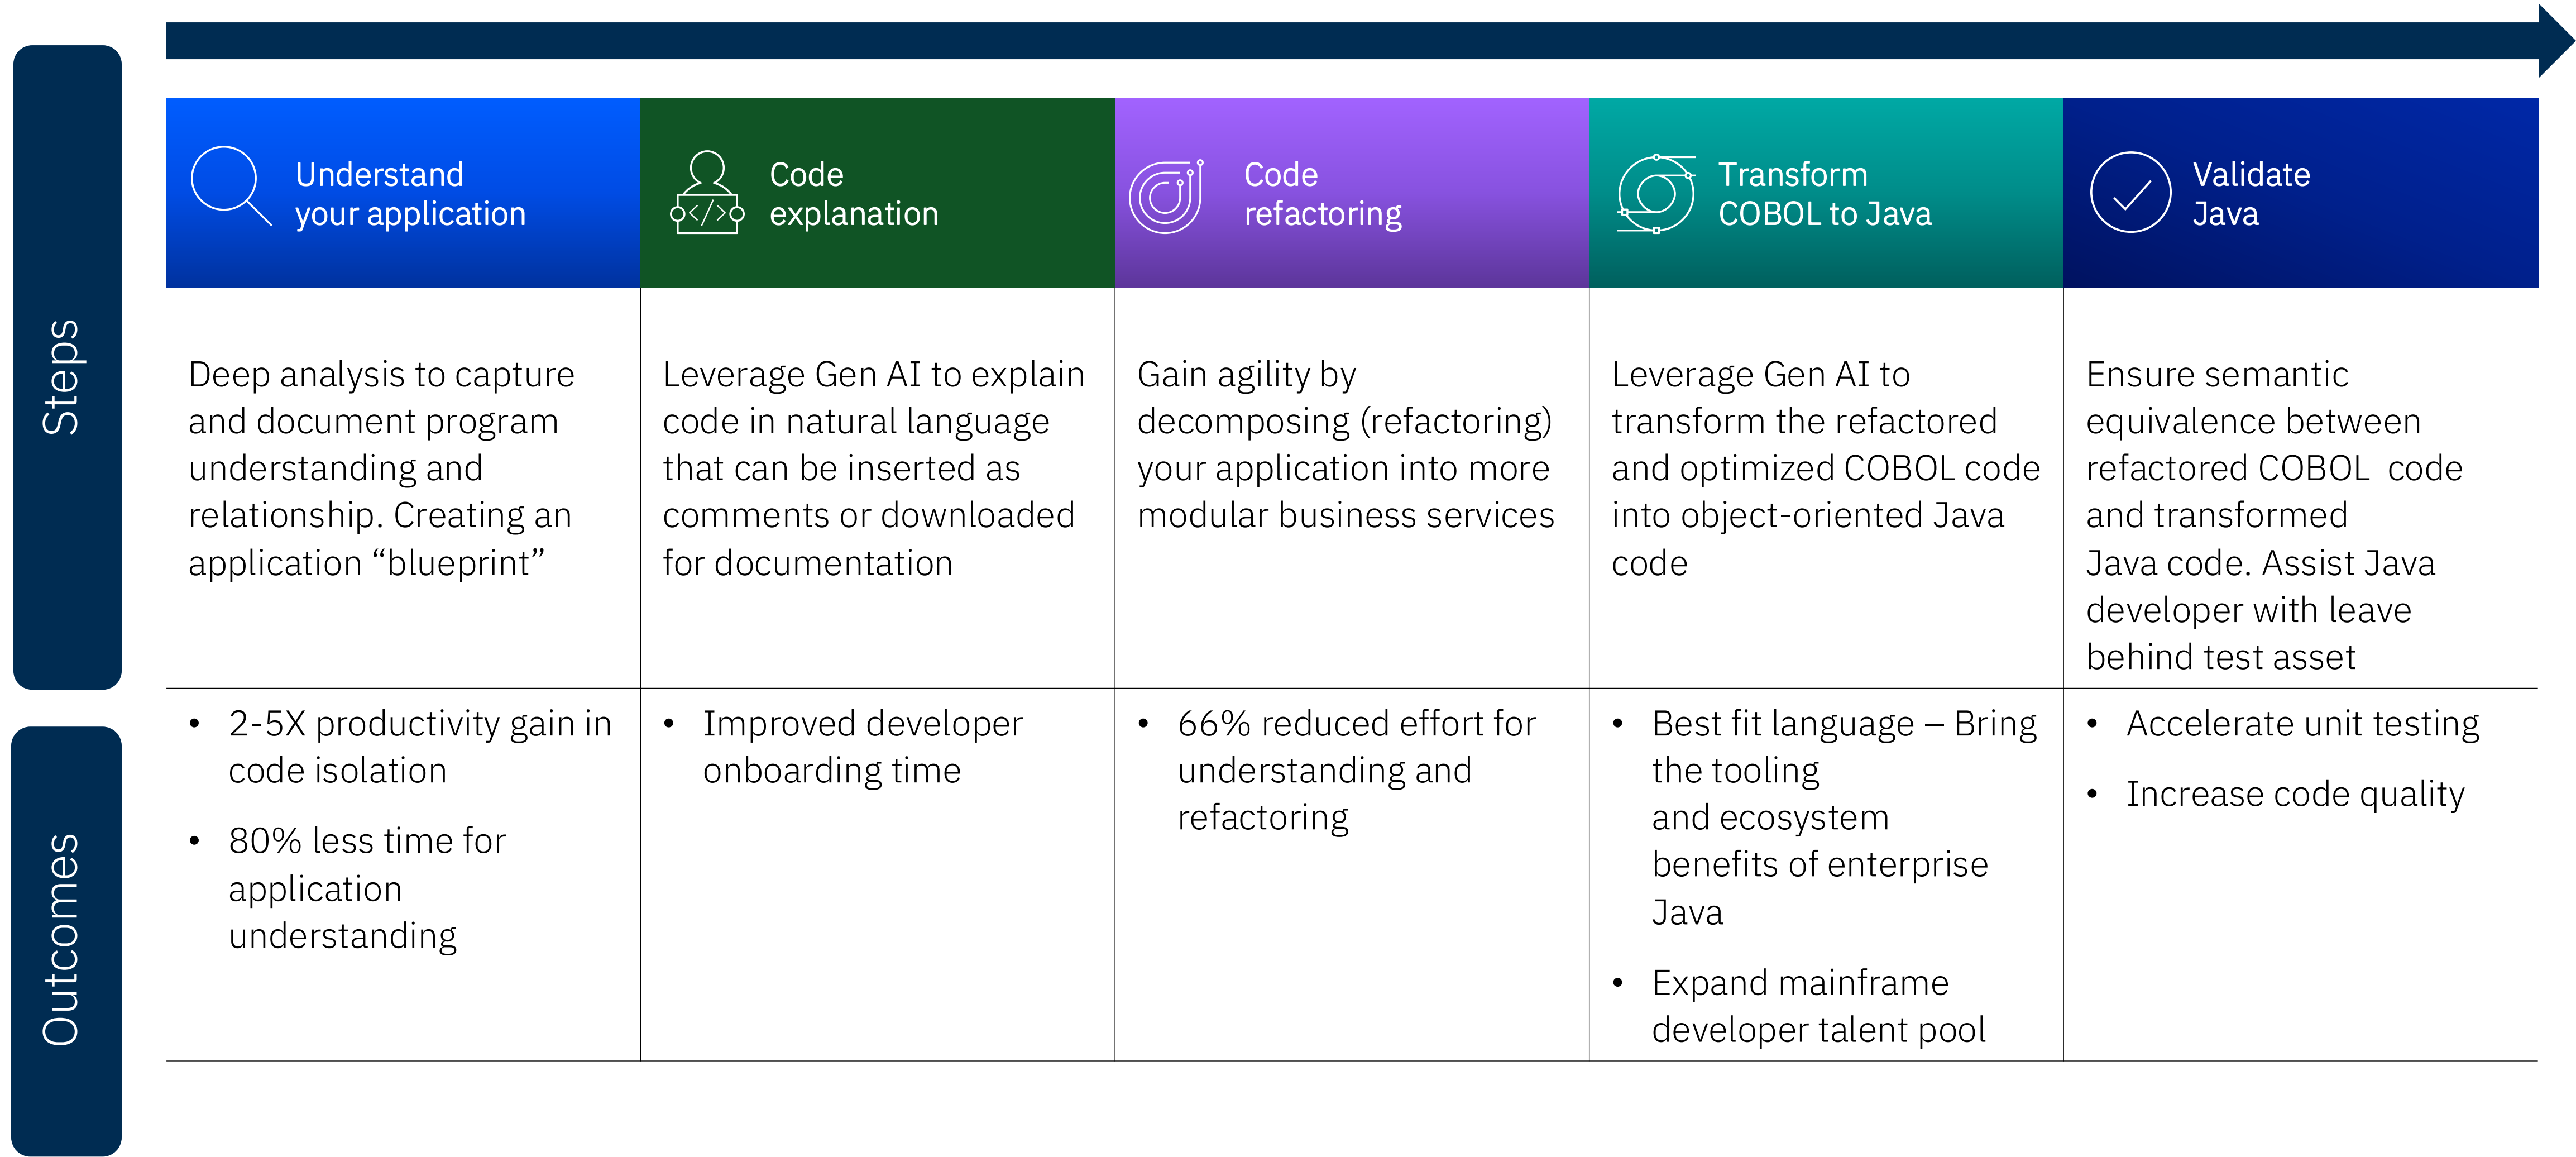 Steps
Understand
your application
Code
explanation
Code
refactoring
Transform
COBOL to Java
Validate
Java
Deep analysis to capture
and document program
understanding and
relationship. Creating an
application “blueprint”
Leverage Gen AI to explain
code in natural language
that can be inserted as
comments or downloaded
for documentation
Gain agility by
decomposing (refactoring)
your application into more
modular business services
Leverage Gen AI to
transform the refactored
and optimized COBOL code
into object-oriented Java
code
Ensure semantic
equivalence between
refactored COBOL code
and transformed
Java code. Assist Java
developer with leave
behind test asset
Outcomes
• 2-5X productivity gain in
code isolation
• 80% less time for
application
understanding
• Improved developer
onboarding time
• 66% reduced effort for
understanding and
refactoring
• Best fit language – Bring
the tooling
and ecosystem
benefits of enterprise
Java
• Expand mainframe
developer talent pool
• Accelerate unit testing
• Increase code quality